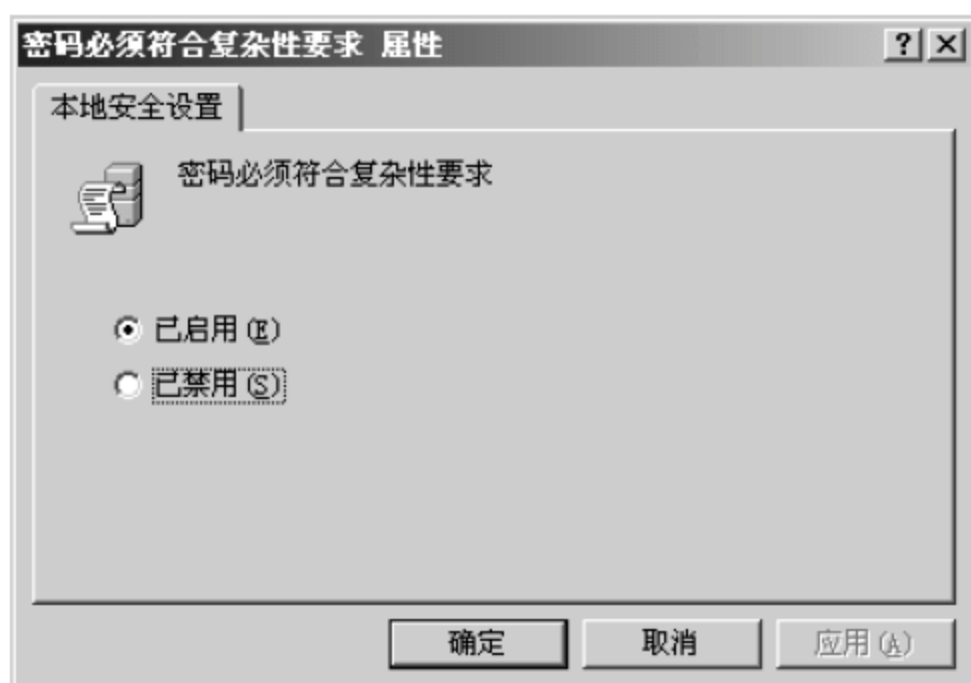 密码必须符合复杂性要求 属性
本地安全设置
密码必须符合复杂性要求
已启用(E)
已禁用(S)
确定 取消 应用(A)